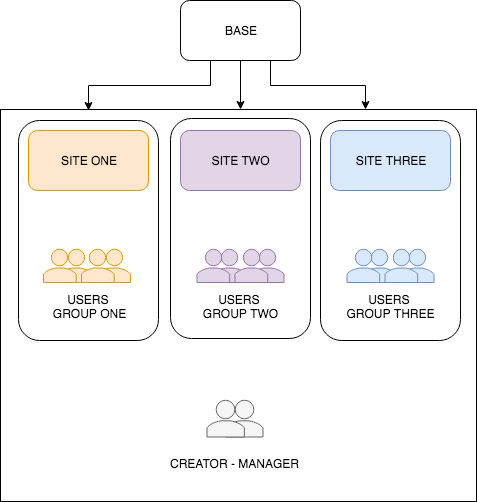 BASE
SITE ONE
SITE TWO
SITE THREE
USERS
GROUP ONE
USERS
GROUP TWO
USERS
GROUP THREE
CREATOR - MANAGER